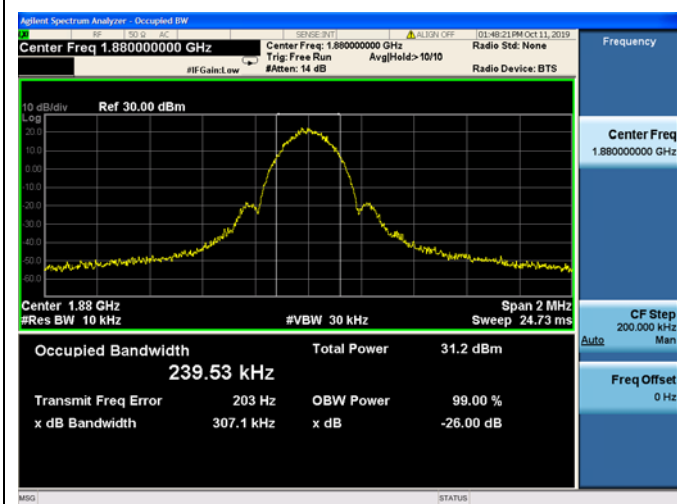 Agilent Spectrum Analyzer - Occupied BW
RF 50 Ω AC SENSE:INT ALIGN OFF 01:48:21 PM Oct 11, 2019
Center Freq 1.880000000 GHz
Center Freq: 1.880000000 GHz Radio Std: None
Trig: Free Run Avg|Hold:>10/10
#IFGain:Low #Atten: 14 dB Radio Device: BTS
10 dB/div Ref 30.00 dBm
Log
20.0
10.0
0.00
-10.0
-20.0
-30.0
-40.0
-50.0
-60.0
Center 1.88 GHz Span 2 MHz
#Res BW 10 kHz #VBW 30 kHz Sweep 24.73 ms
Occupied Bandwidth Total Power 31.2 dBm
239.53 kHz
Transmit Freq Error 203 Hz OBW Power 99.00 %
x dB Bandwidth 307.1 kHz x dB -26.00 dB
MSG STATUS
Frequency
Center Freq
1.880000000 GHz
CF Step
200.000 kHz
Auto Man
Freq Offset
0 Hz